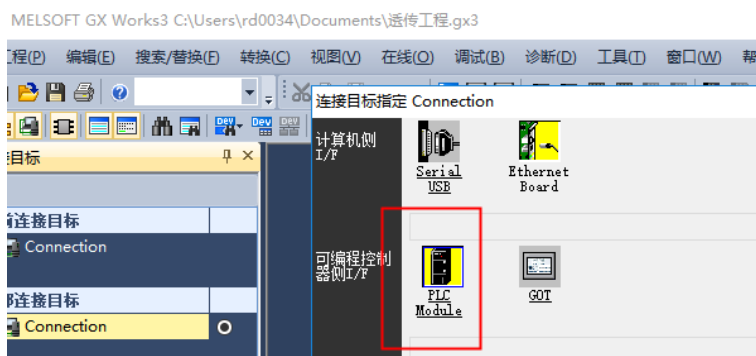 MELSOFT GX Works3 C:\Users\rd0034\Documents\透传工程.gx3
工程(P) 编辑(E) 搜索/替换(F) 转换(C) 视图(V) 在线(O) 调试(B) 诊断(D) 工具(T) 窗口(W) 帮
连接目标指定 Connection
计算机侧
I/F
Serial
USB
Ethernet
Board
目标
前连接目标
Connection
可编程控制
器侧I/F
PLC
Module
GOT
部连接目标
Connection